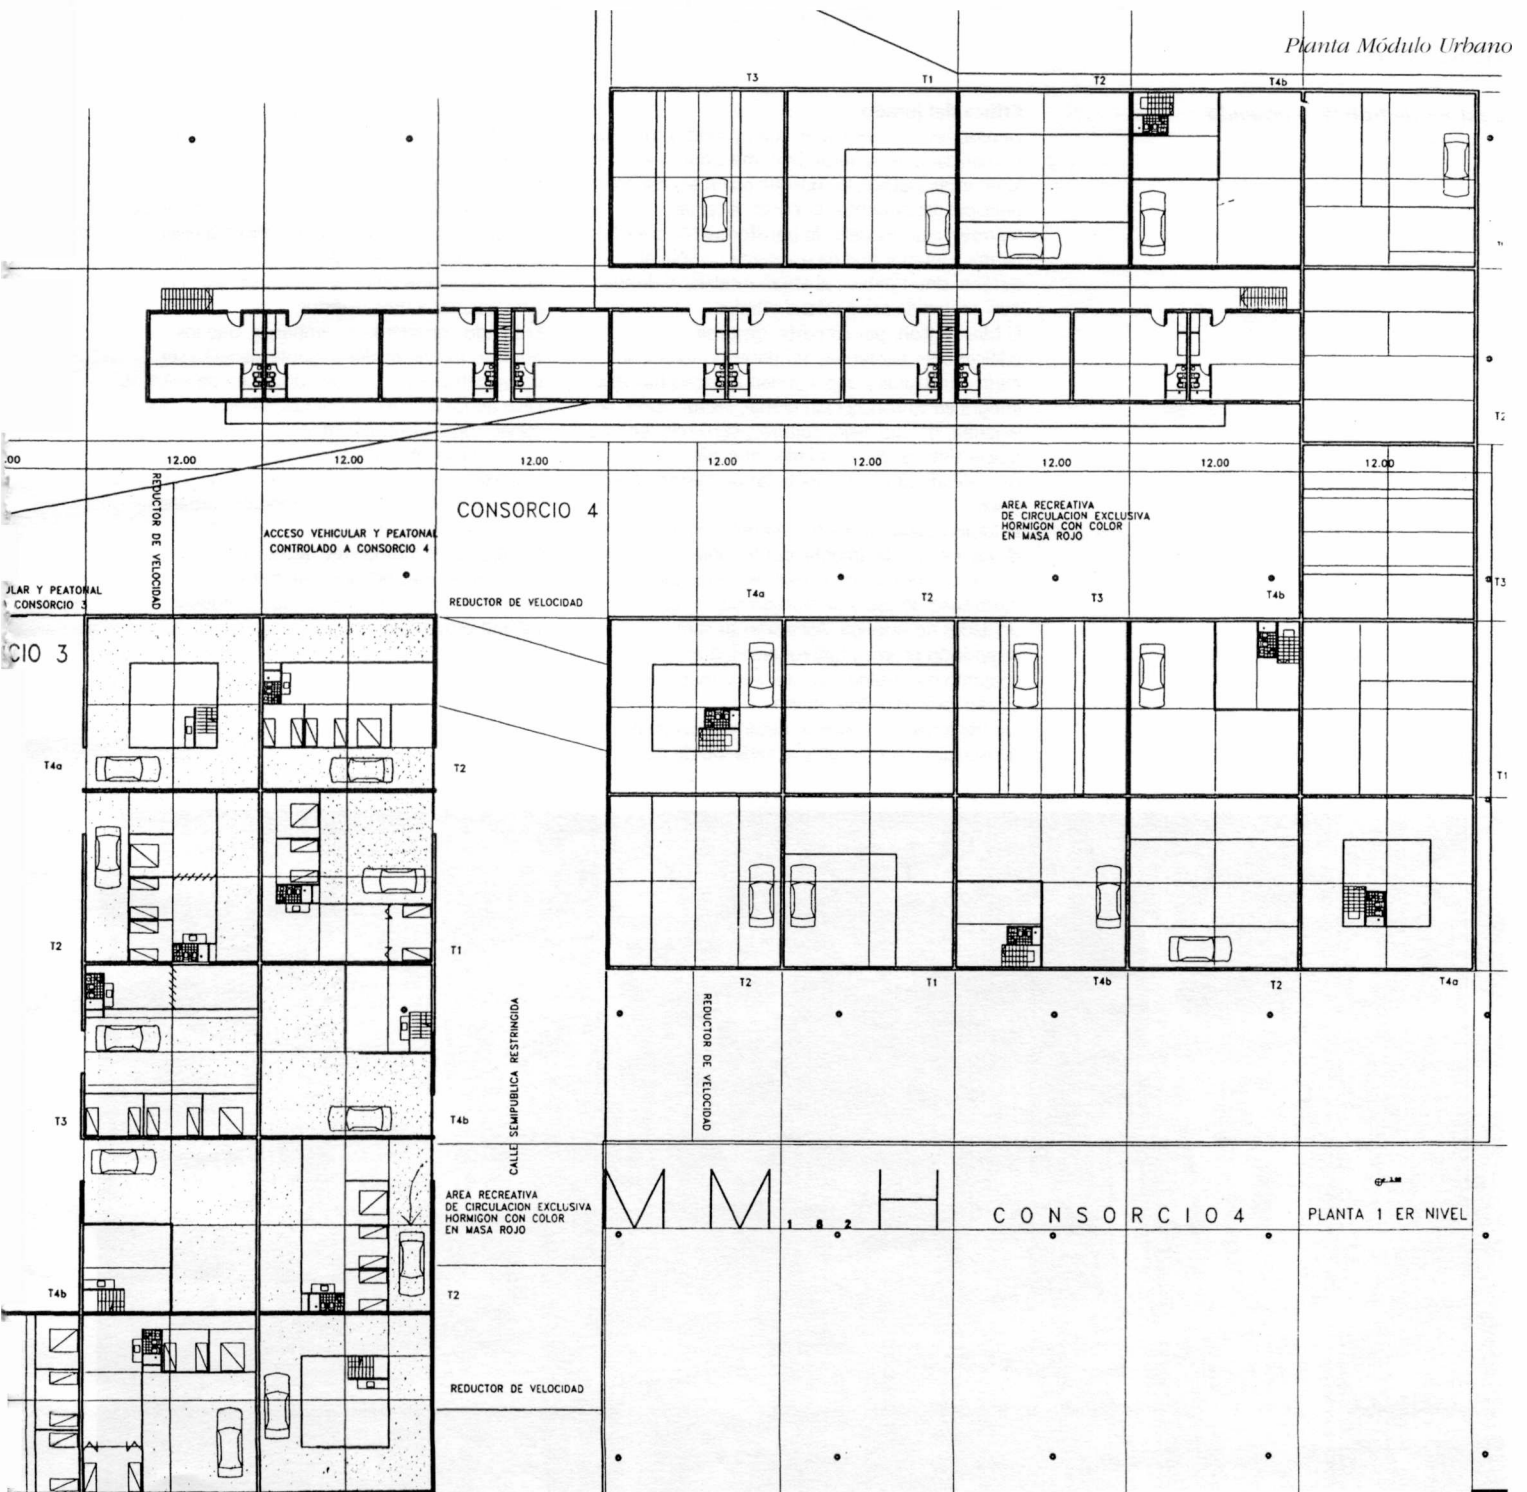 Planta Módulo Urbano
T3
T1
T2
T4b
T2
.00
12.00
12.00
12.00
12.00
12.00
12.00
12.00
12.00
REDUCTOR DE VELOCIDAD
CONSORCIO 4
AREA RECREATIVA
DE CIRCULACION EXCLUSIVA
HORMIGON CON COLOR
EN MASA ROJO
ACCESO VEHICULAR Y PEATONAL
CONTROLADO A CONSORCIO 4
ULAR Y PEATONAL
CONSORCIO 3
REDUCTOR DE VELOCIDAD
T4a
T2
T3
T4b
T3
CIO 3
T4a
T2
T1
T2
T1
T2
T1
T4b
T2
T4a
CALLE SEMIPUBLICA RESTRINGIDA
REDUCTOR DE VELOCIDAD
T3
T4b
AREA RECREATIVA
DE CIRCULACION EXCLUSIVA
HORMIGON CON COLOR
EN MASA ROJO
M M H
182
CONSORCIO 4
PLANTA 1 ER NIVEL
T4b
T2
REDUCTOR DE VELOCIDAD